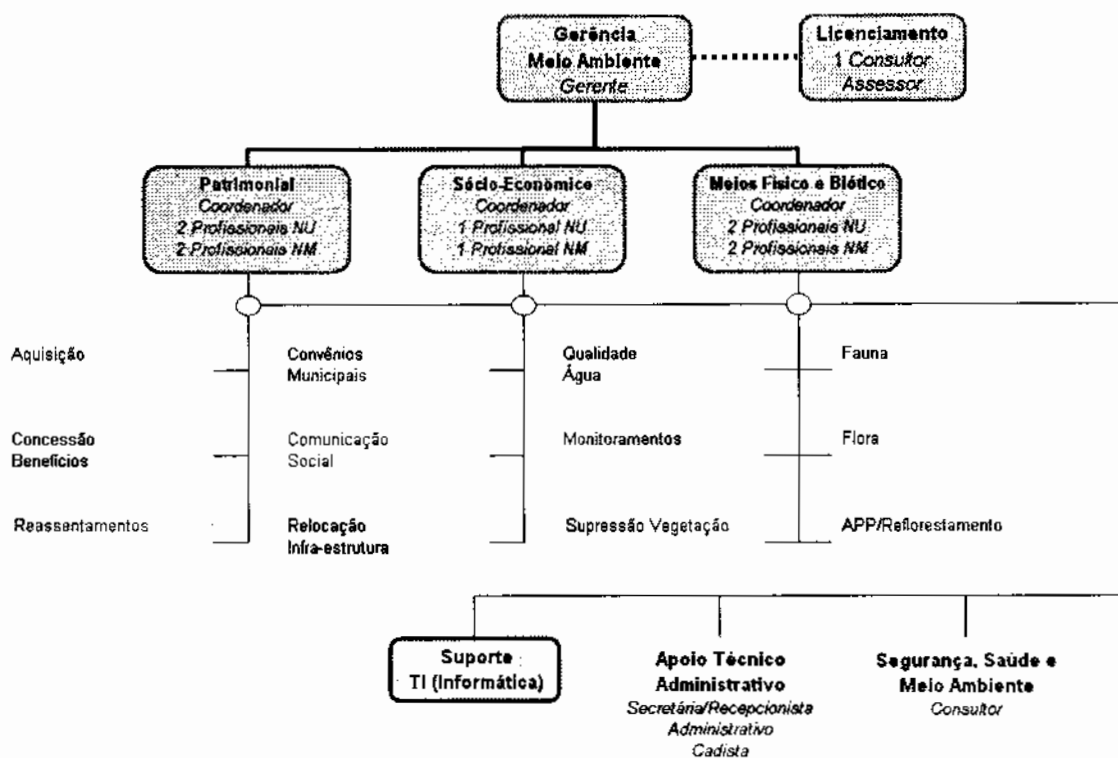 Gerência
Meio Ambiente
Gerente
Licenciamento
1 Consultor
Assessor
Patrimonial
Coordenador
2 Profissionais NU
2 Profissionais NM
Sócio-Econômico
Coordenador
1 Profissional NU
1 Profissional NM
Meios Físico e Biótico
Coordenador
2 Profissionais NU
2 Profissionais NM
Aquisição
Convênios
Municipais
Qualidade
Água
Fauna
Concessão
Benefícios
Comunicação
Social
Monitoramentos
Flora
Reassentamentos
Relocação
Infra-estrutura
Supressão Vegetação
APP/Reflorestamento
Suporte
TI (Informática)
Apoio Técnico
Administrativo
Secretária/Recepcionista
Administrativo
Cadista
Segurança, Saúde e
Meio Ambiente
Consultor